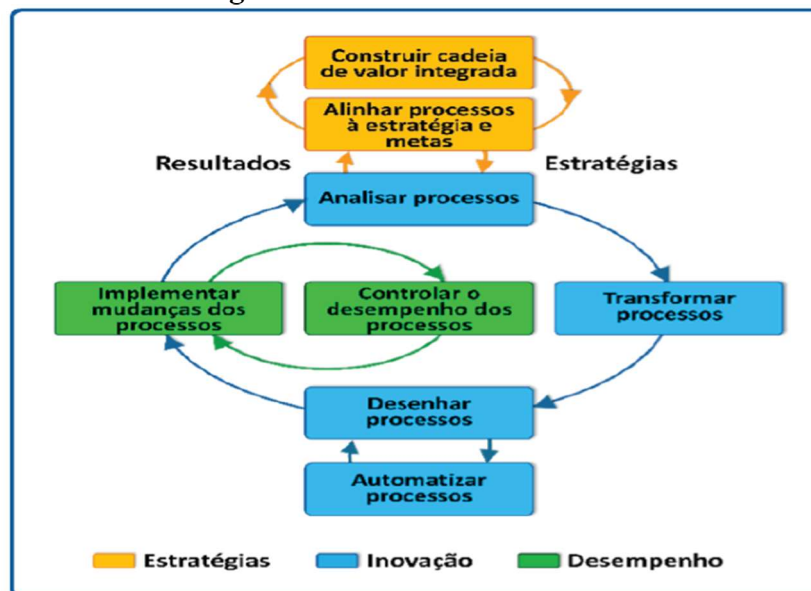 Construir cadeia
de valor integrada
Alinhar processos
à estratégia e
metas
Resultados
Estratégias
Analisar processos
Implementar
mudanças dos
processos
Controlar o
desempenho dos
processos
Transformar
processos
Desenhar
processos
Automatizar
processos
Estratégias
Inovação
Desempenho